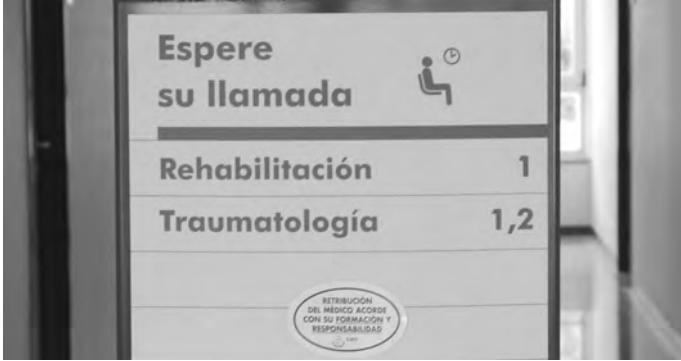 Espere
su llamada
Rehabilitación 1
Traumatología 1,2
RETRIBUCIÓN
DEL MÉDICO ACORDE
CON SU FORMACIÓN Y
RESPONSABILIDAD